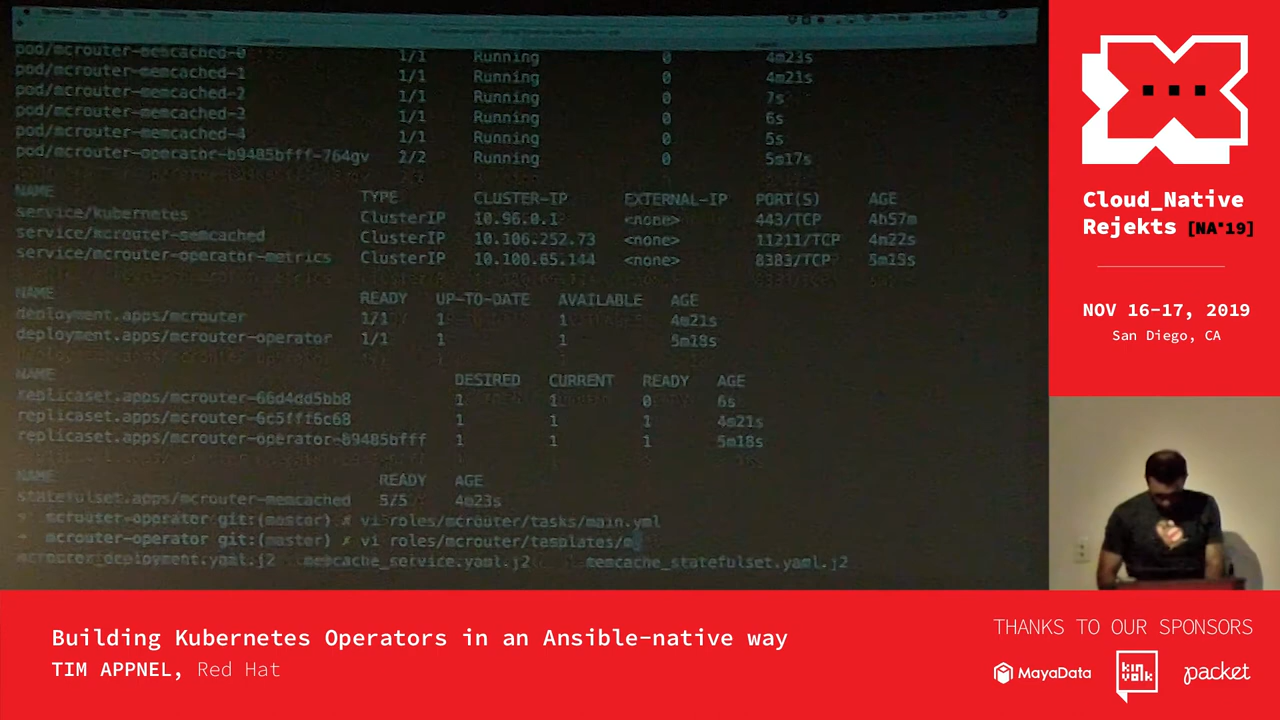 pod/mcrouter-memcached-0 1/1 Running 0 4m23s
pod/mcrouter-memcached-1 1/1 Running 0 4m21s
pod/mcrouter-memcached-2 1/1 Running 0 7s
pod/mcrouter-memcached-3 1/1 Running 0 6s
pod/mcrouter-memcached-4 1/1 Running 0 5s
pod/mcrouter-operator-b9485bfff-764gv 2/2 Running 0 5m17s
NAME TYPE CLUSTER-IP EXTERNAL-IP PORT(S) AGE
service/kubernetes ClusterIP 10.96.0.1 <none> 443/TCP 4h57m
service/mcrouter-memcached ClusterIP 10.106.252.73 <none> 11211/TCP 4m22s
service/mcrouter-operator-metrics ClusterIP 10.100.65.144 <none> 8383/TCP 5m15s
NAME READY UP-TO-DATE AVAILABLE AGE
deployment.apps/mcrouter 1/1 1 1 4m21s
deployment.apps/mcrouter-operator 1/1 1 1 5m18s
NAME DESIRED CURRENT READY AGE
replicaset.apps/mcrouter-66d4dd5bb8 1 1 0 6s
replicaset.apps/mcrouter-6c5fff6c68 1 1 1 4m21s
replicaset.apps/mcrouter-operator-b9485bfff 1 1 1 5m18s
NAME READY AGE
statefulset.apps/mcrouter-memcached 5/5 4m23s
mcrouter-operator git:(master) ✗ vi roles/mcrouter/tasks/main.yml
mcrouter-operator git:(master) ✗ vi roles/mcrouter/templates/m
mcrouter_deployment.yaml.j2 memcache_service.yaml.j2 memcache_statefulset.yaml.j2
Cloud_Native
Rejekts [NA'19]
NOV 16-17, 2019
San Diego, CA
Building Kubernetes Operators in an Ansible-native way
TIM APPNEL, Red Hat
THANKS TO OUR SPONSORS
MayaData
kinvolk
packet